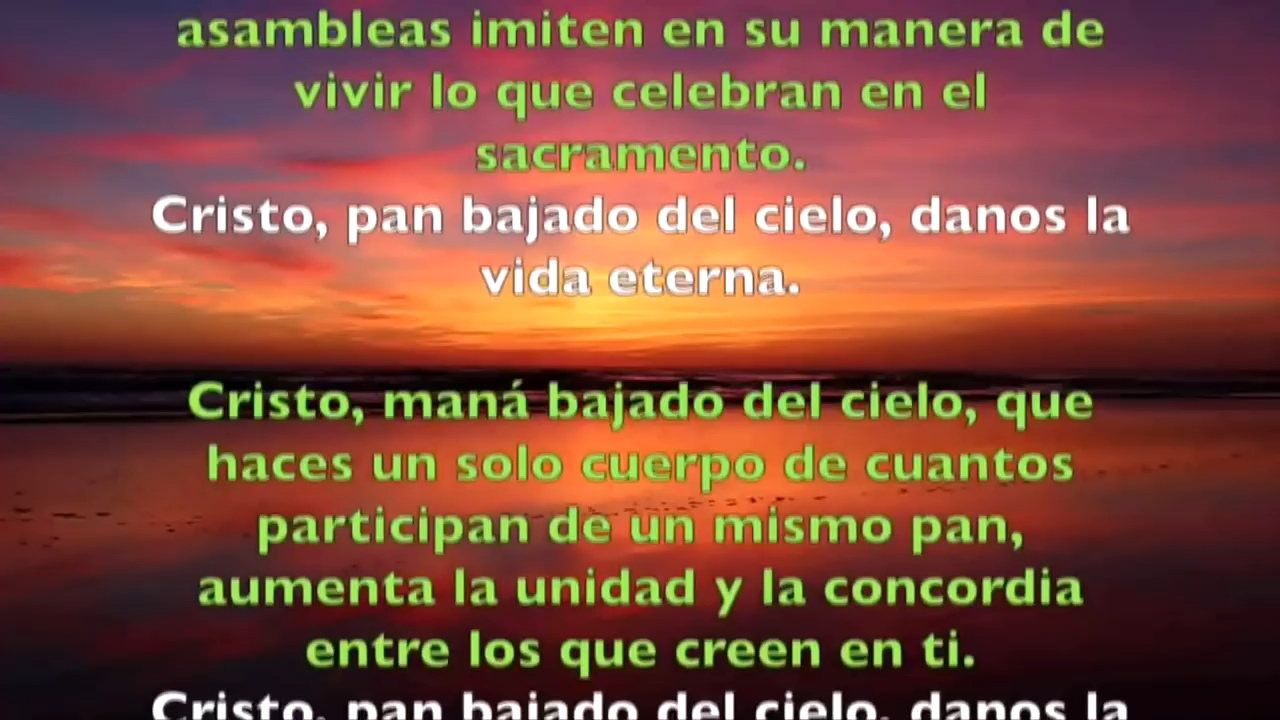 asambleas imiten en su manera de
vivir lo que celebran en el
sacramento.
Cristo, pan bajado del cielo, danos la
vida eterna.
Cristo, maná bajado del cielo, que
haces un solo cuerpo de cuantos
participan de un mismo pan,
aumenta la unidad y la concordia
entre los que creen en ti.
Cristo, pan bajado del cielo, danos la